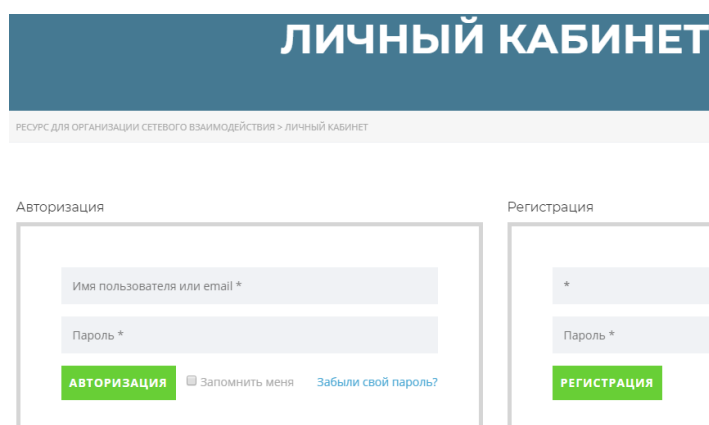 ЛИЧНЫЙ КАБИНЕТ
РЕСУРС ДЛЯ ОРГАНИЗАЦИИ СЕТЕВОГО ВЗАИМОДЕЙСТВИЯ > ЛИЧНЫЙ КАБИНЕТ
Авторизация
Имя пользователя или email *
Пароль *
АВТОРИЗАЦИЯ Запомнить меня Забыли свой пароль?
Регистрация
*
Пароль *
РЕГИСТРАЦИЯ